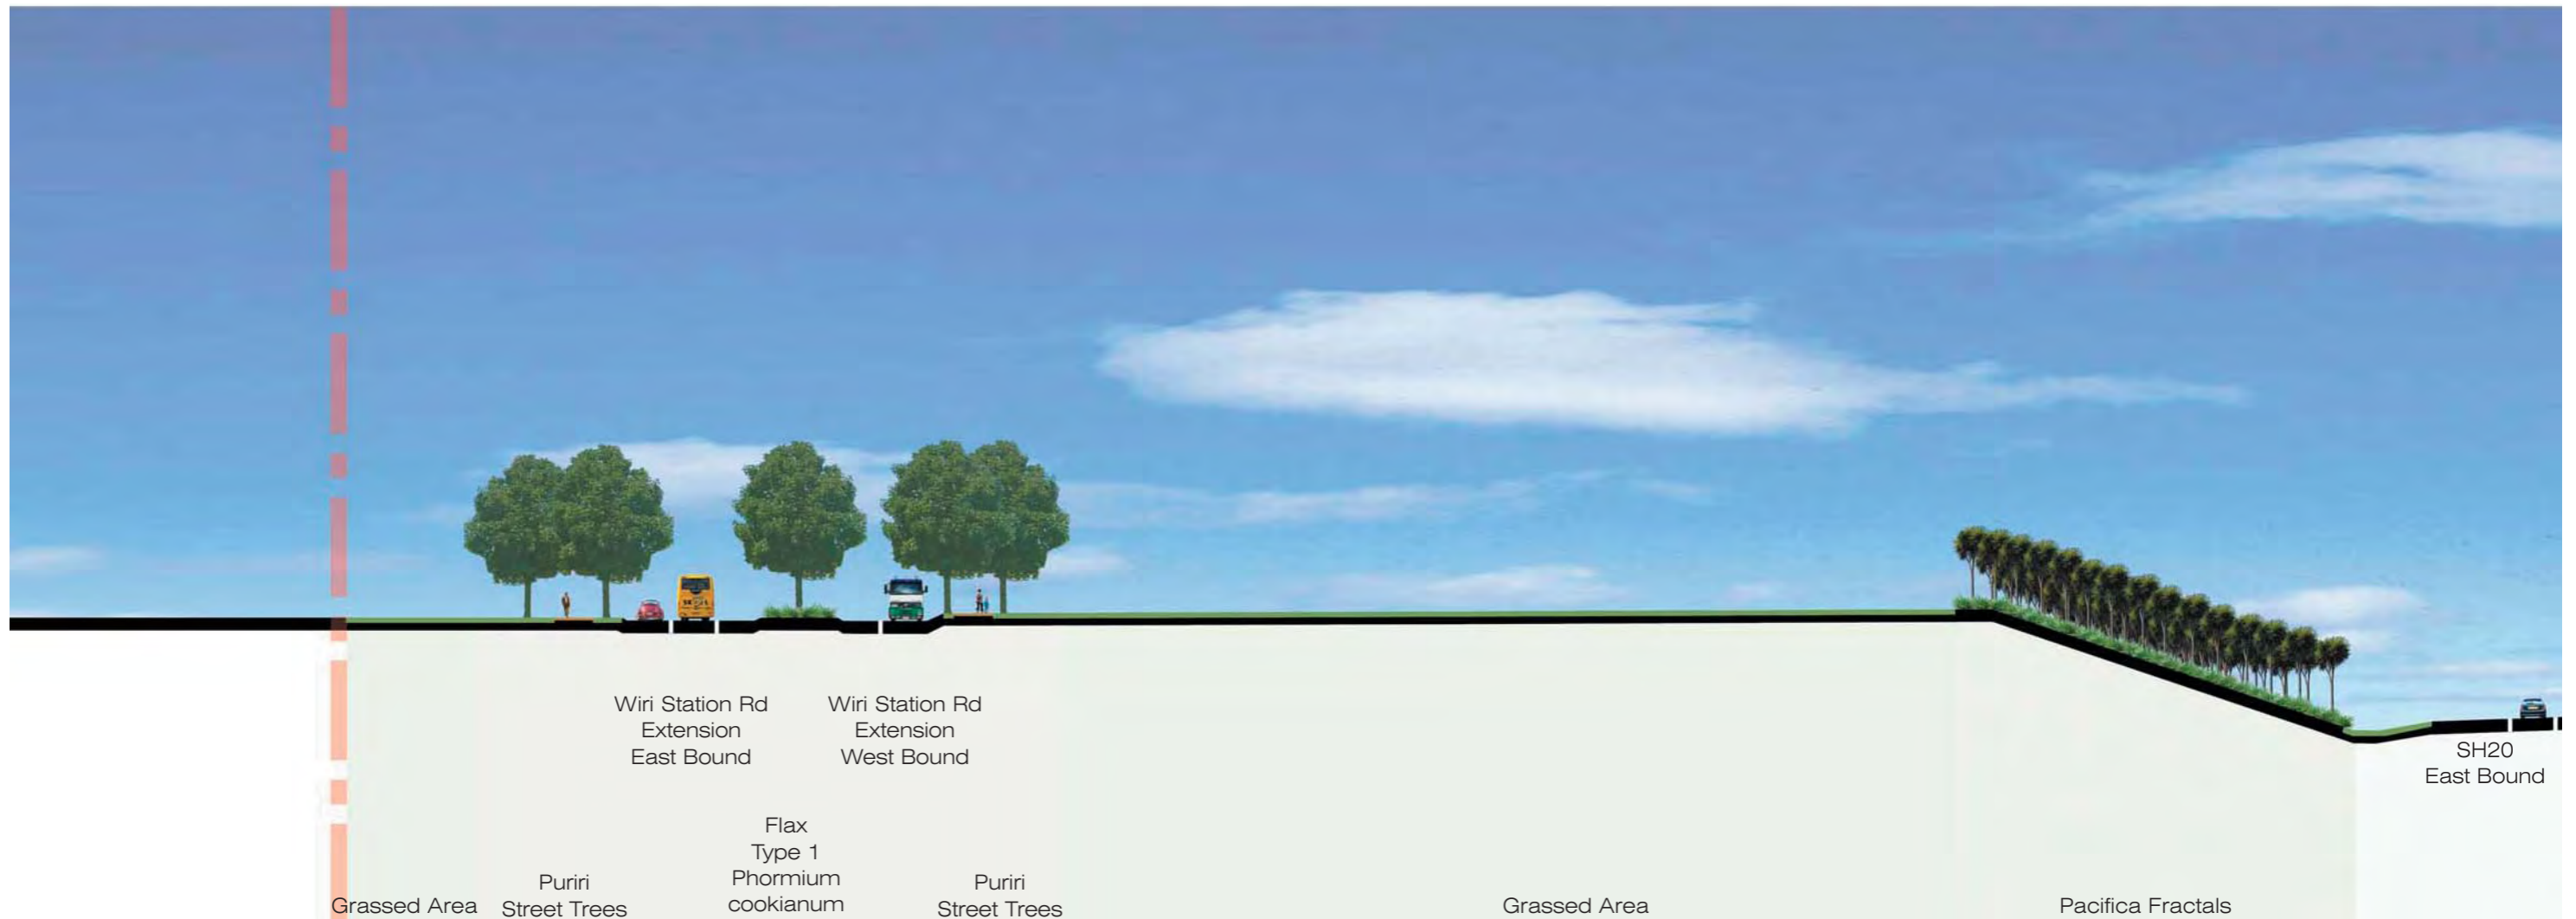 Wiri Station Rd
Extension
East Bound
Wiri Station Rd
Extension
West Bound
SH20
East Bound
Grassed Area
Puriri
Street Trees
Flax
Type 1
Phormium
cookianum
Puriri
Street Trees
Grassed Area
Pacifica Fractals